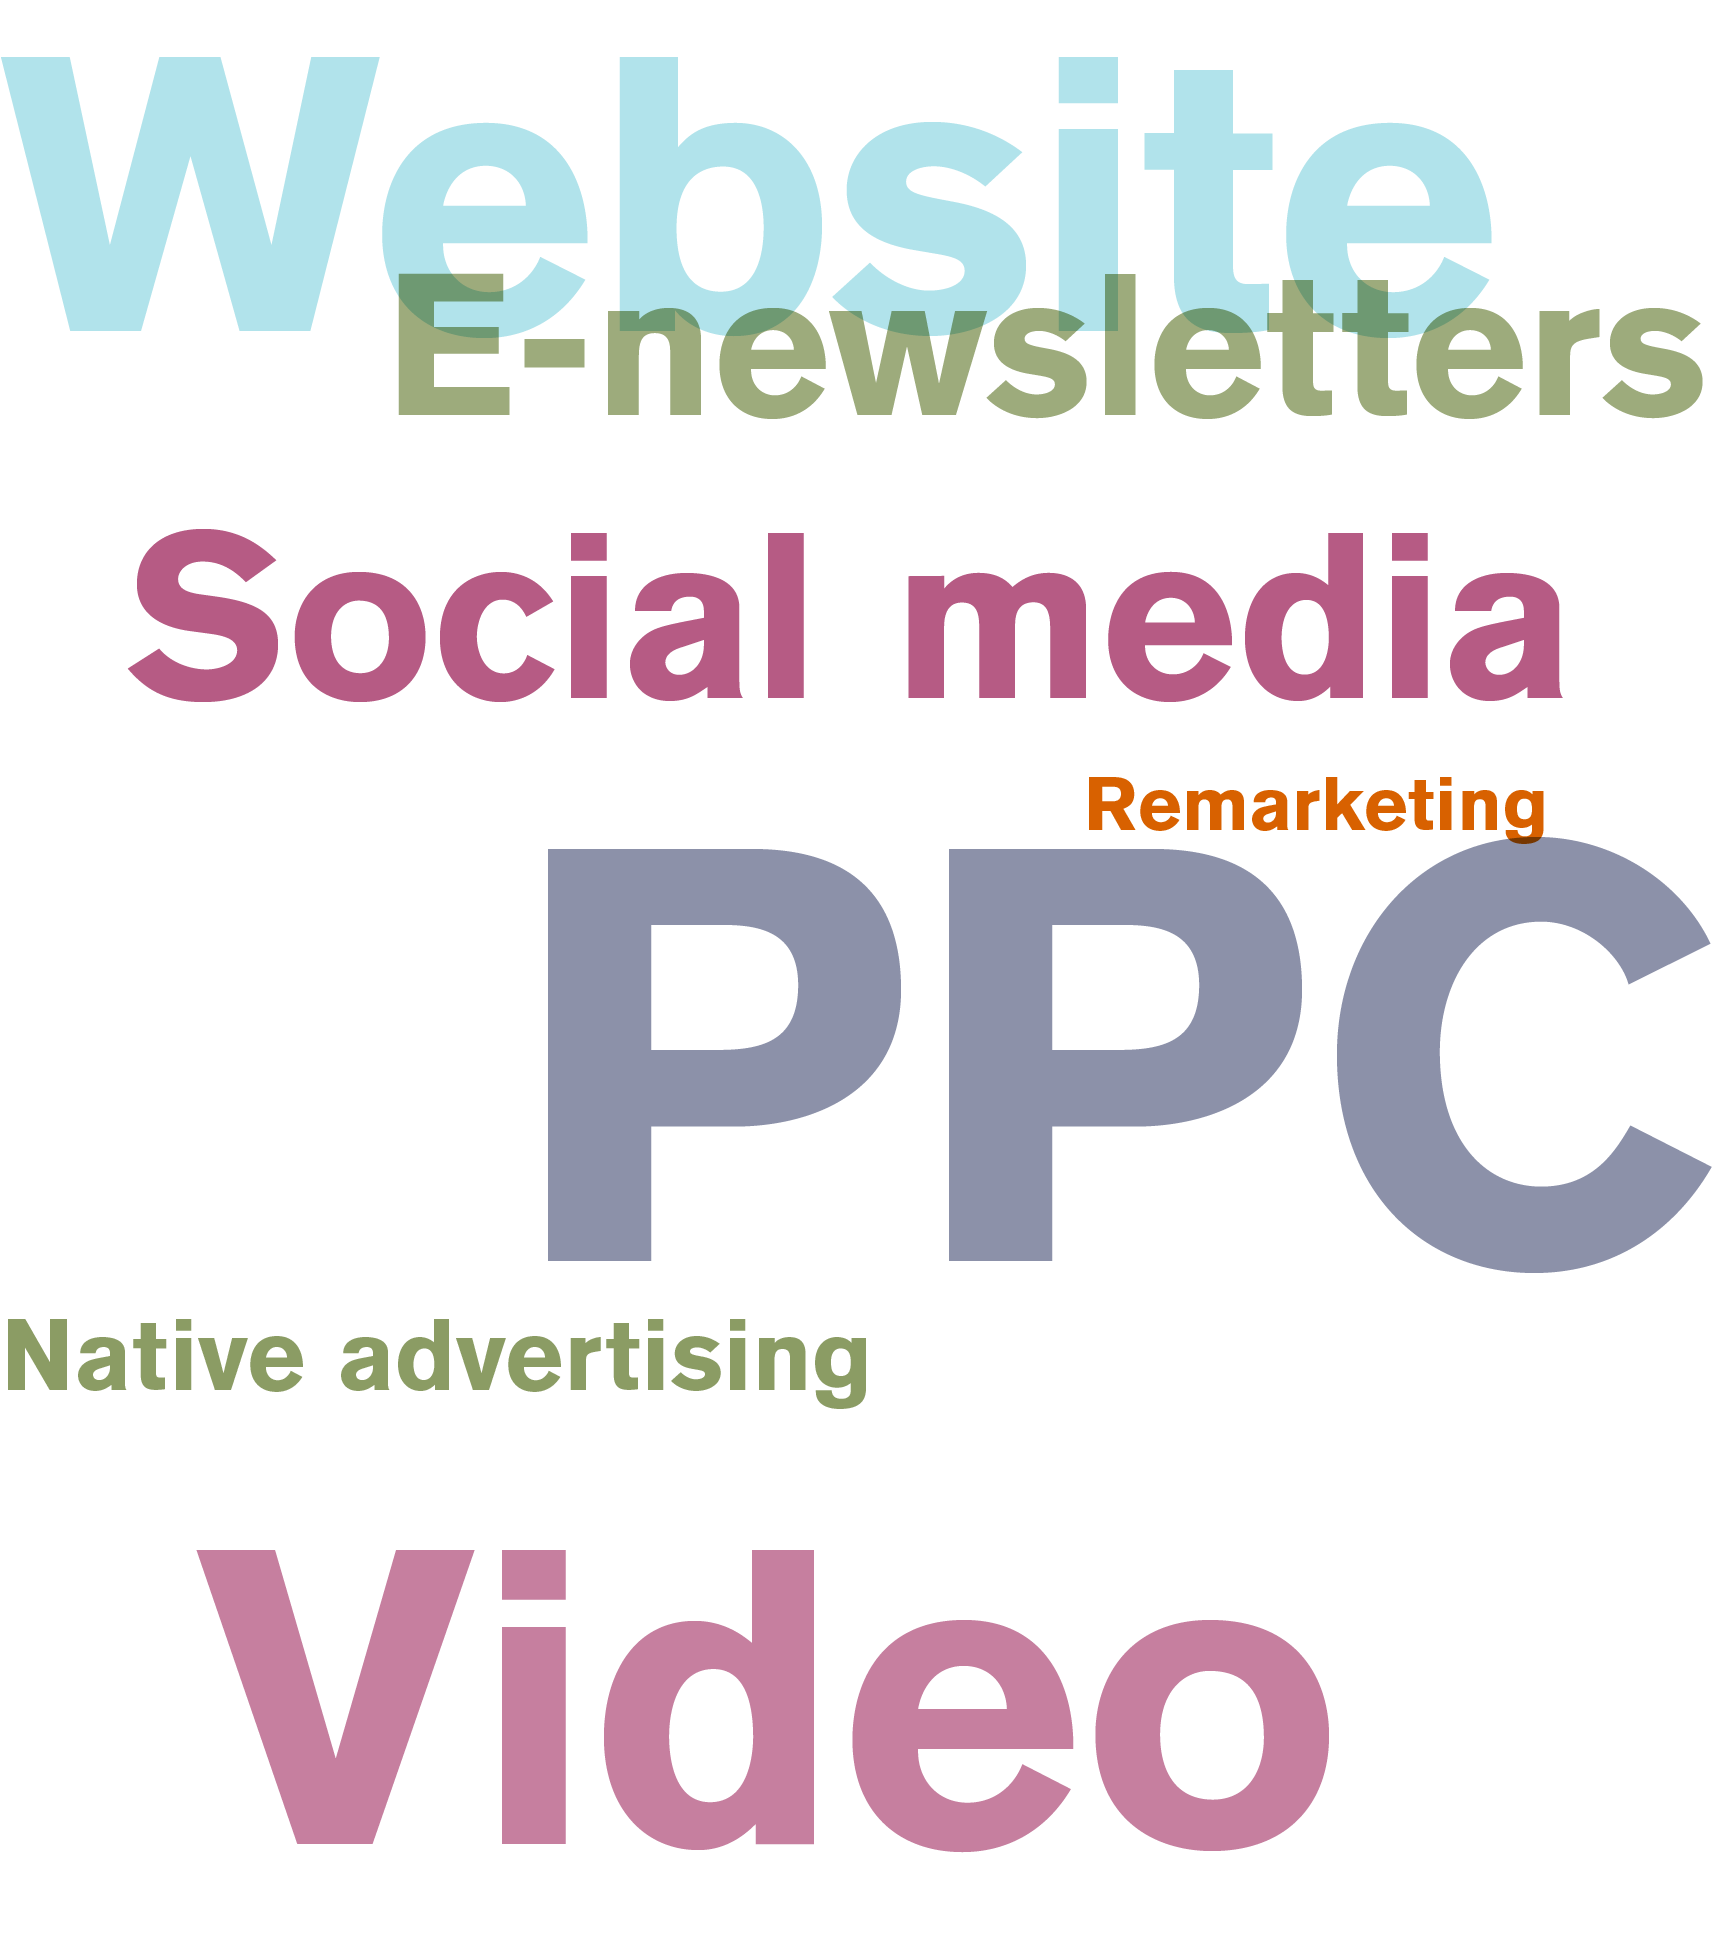 Website
E-newsletters
Social media
Remarketing
PPC
Native advertising
Video